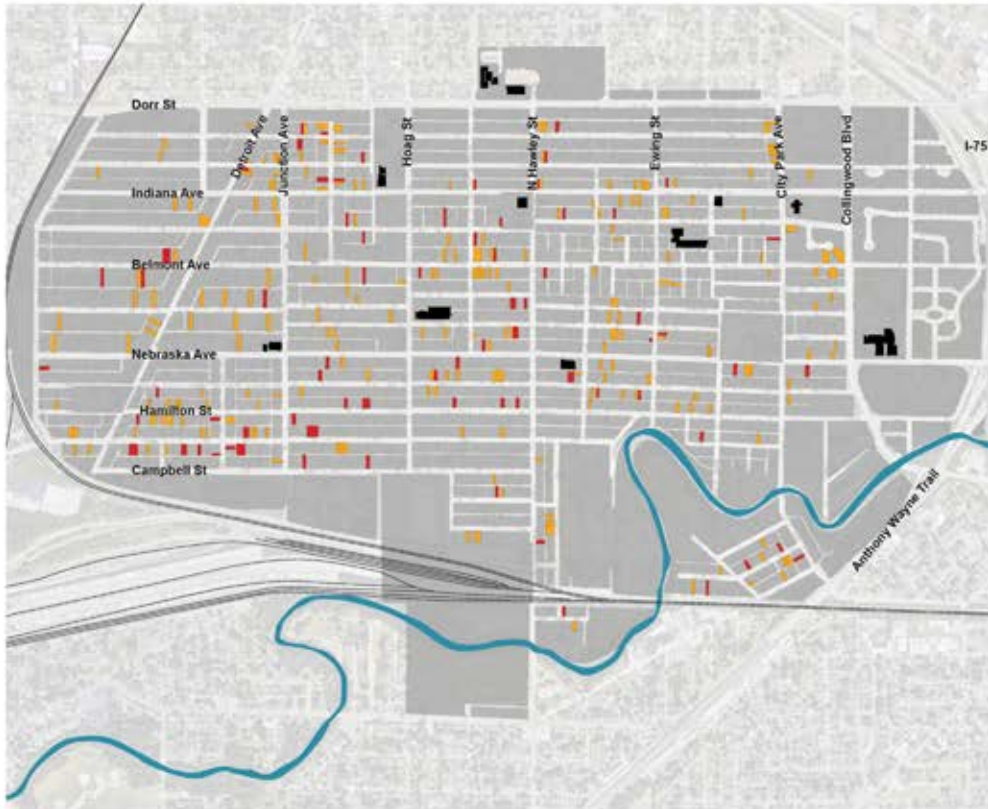 Dorr St
Detroit Ave
Junction Ave
Hoag St
N Hawley St
Ewing St
City Park Ave
Collingwood Blvd
I-75
Indiana Ave
Belmont Ave
Nebraska Ave
Hamilton St
Campbell St
Anthony Wayne Trail